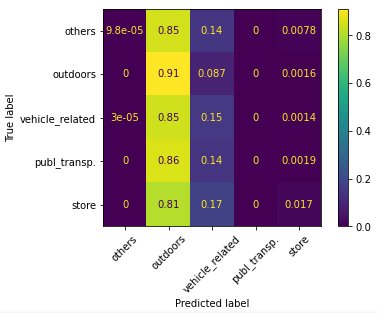 others 9.8e-05 0.85 0.14 0 0.0078
outdoors 0 0.91 0.087 0 0.0016
vehicle_related 3e-05 0.85 0.15 0 0.0014
publ_transp. 0 0.86 0.14 0 0.0019
store 0 0.81 0.17 0 0.017
True label
others outdoors vehicle_related publ_transp. store
Predicted label
0.8
0.6
0.4
0.2
0.0